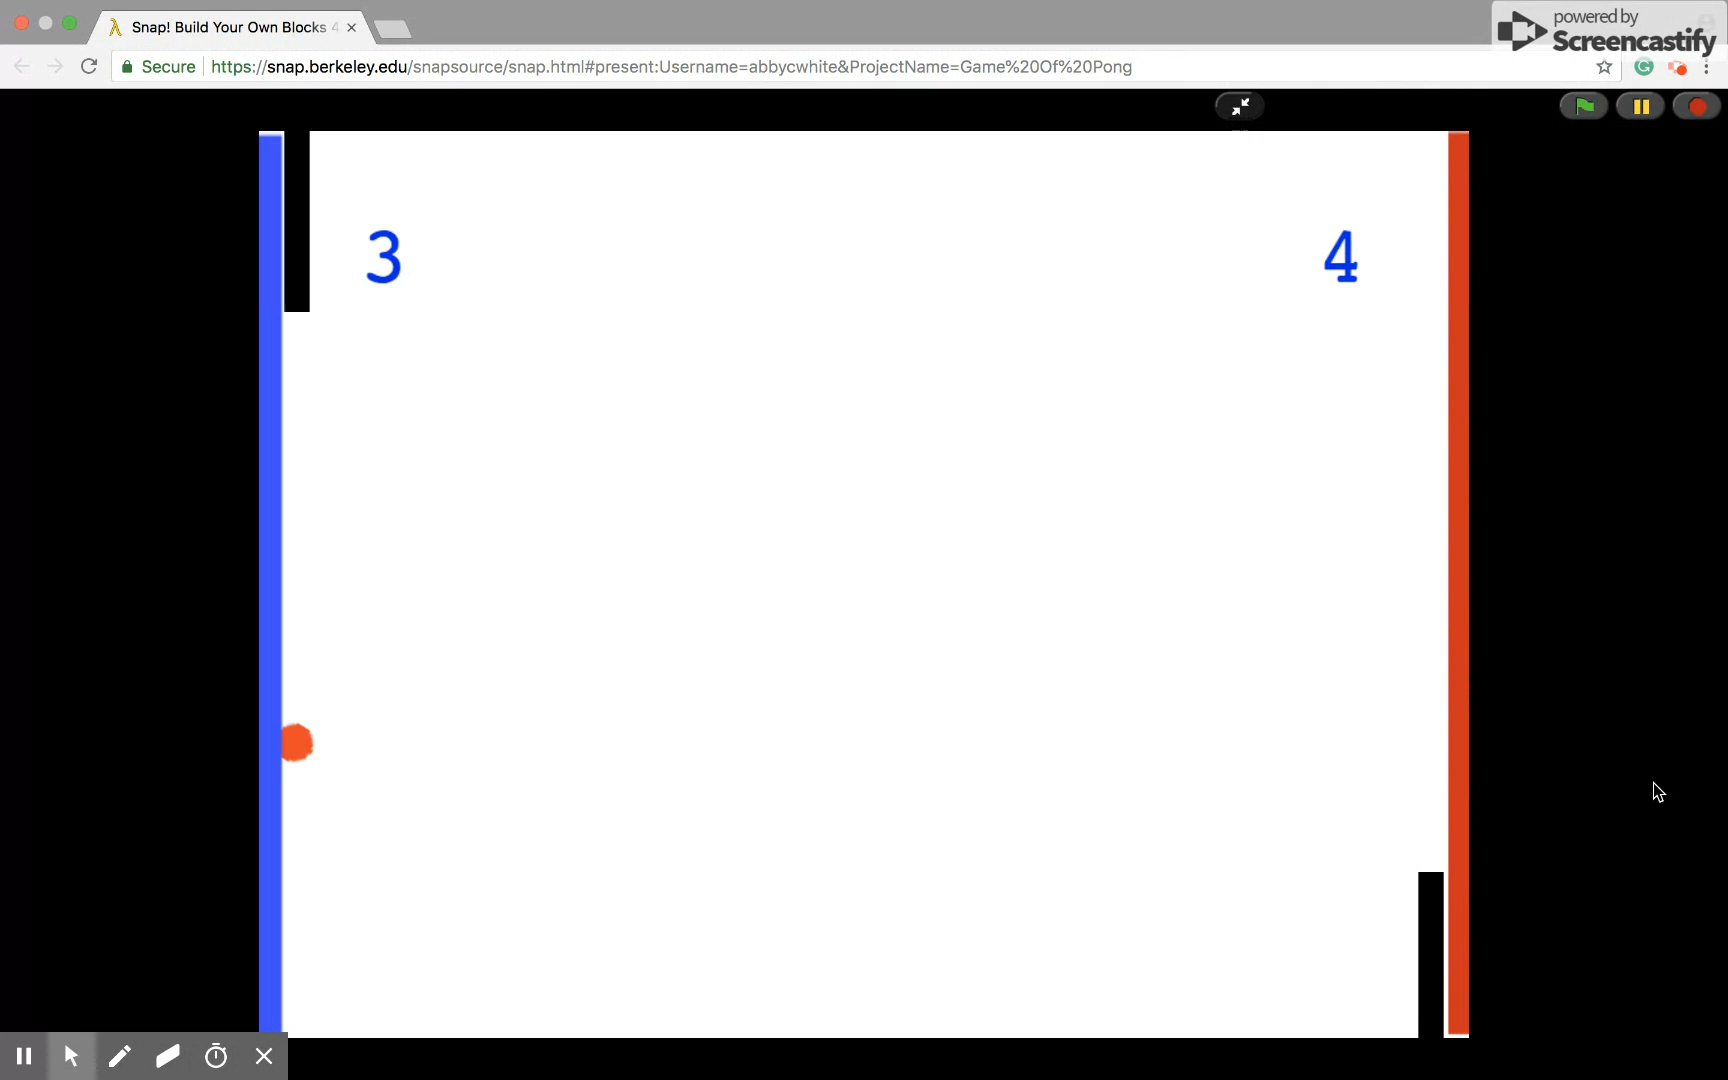 Snap! Build Your Own Blocks 4
powered by
Screencastify
Secure
https://snap.berkeley.edu/snapsource/snap.html#present:Username=abbycwhite&ProjectName=Game%20Of%20Pong
3
4